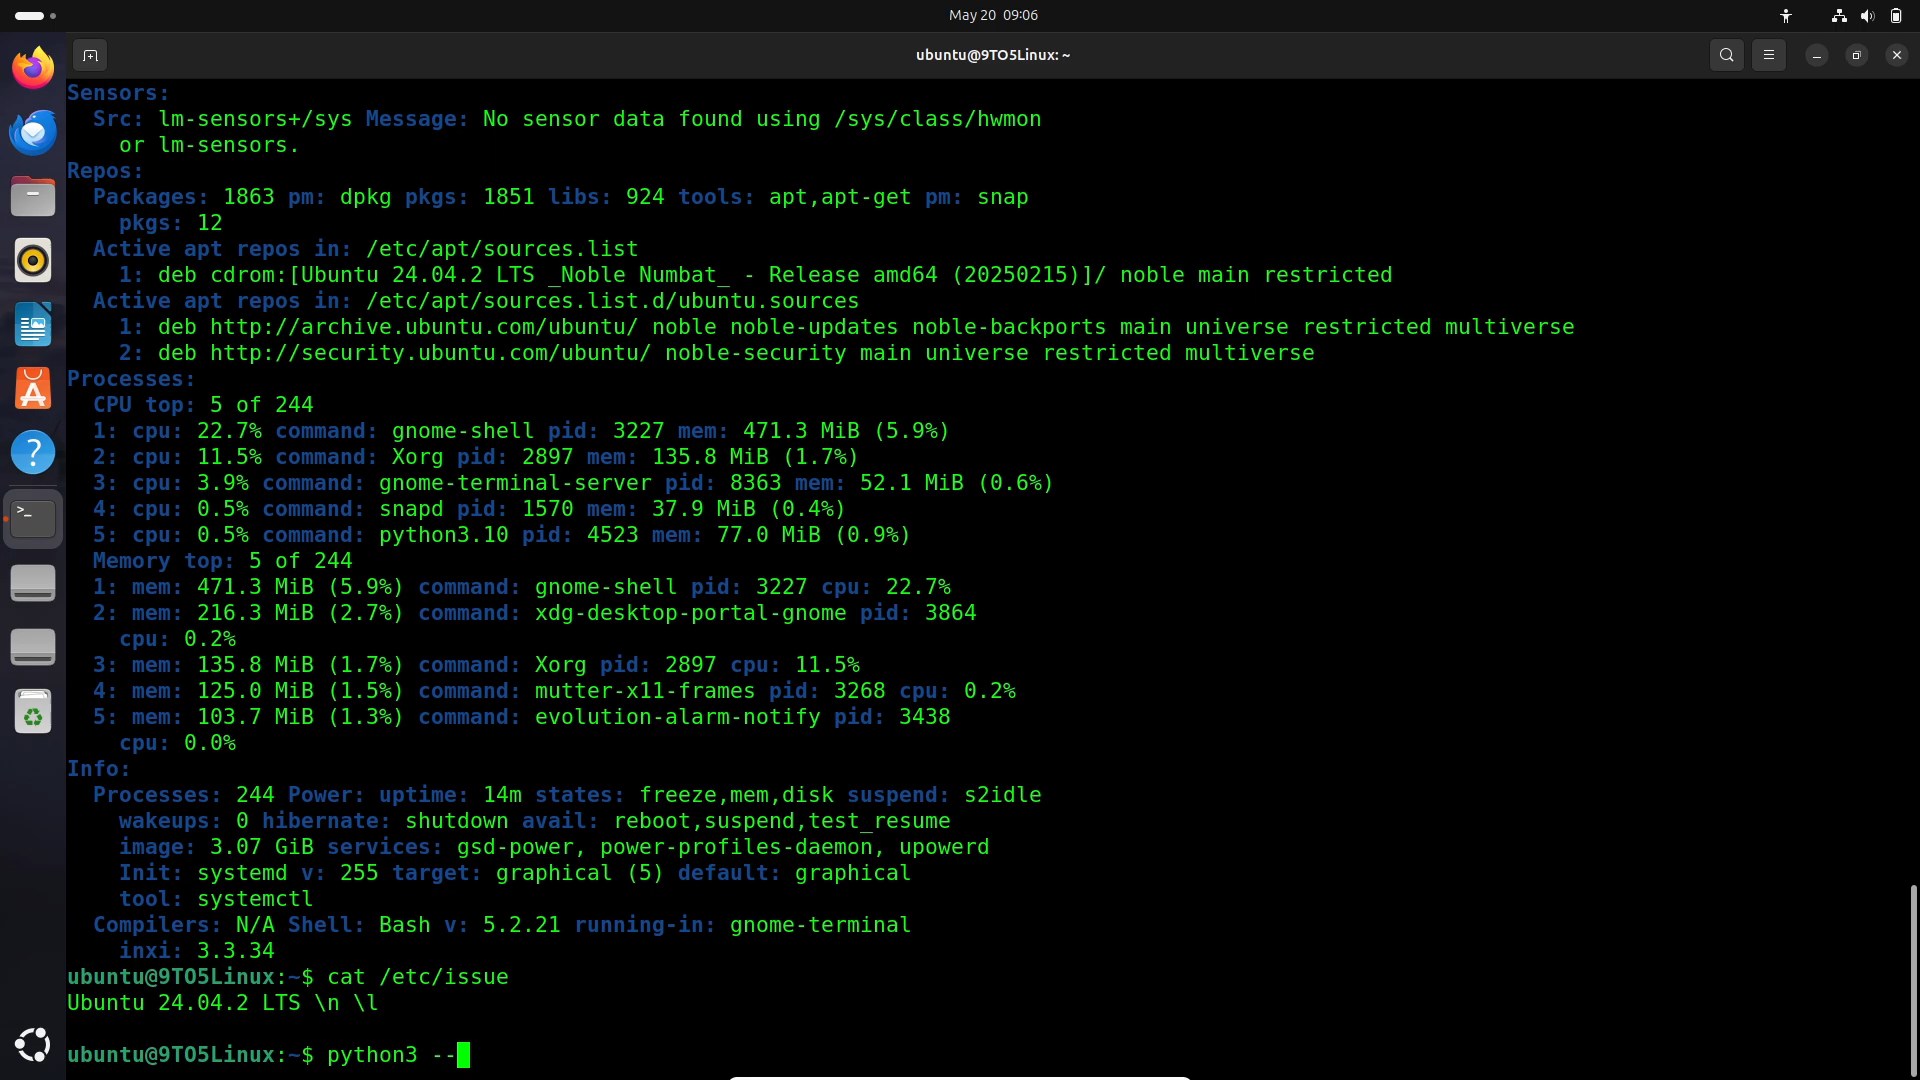 May 20 09:06
ubuntu@9TO5Linux: ~
Sensors:
Src: lm-sensors+/sys Message: No sensor data found using /sys/class/hwmon
or lm-sensors.
Repos:
Packages: 1863 pm: dpkg pkgs: 1851 libs: 924 tools: apt,apt-get pm: snap
pkgs: 12
Active apt repos in: /etc/apt/sources.list
1: deb cdrom:[Ubuntu 24.04.2 LTS _Noble Numbat_ - Release amd64 (20250215)]/ noble main restricted
Active apt repos in: /etc/apt/sources.list.d/ubuntu.sources
1: deb http://archive.ubuntu.com/ubuntu/ noble noble-updates noble-backports main universe restricted multiverse
2: deb http://security.ubuntu.com/ubuntu/ noble-security main universe restricted multiverse
Processes:
CPU top: 5 of 244
1: cpu: 22.7% command: gnome-shell pid: 3227 mem: 471.3 MiB (5.9%)
2: cpu: 11.5% command: Xorg pid: 2897 mem: 135.8 MiB (1.7%)
3: cpu: 3.9% command: gnome-terminal-server pid: 8363 mem: 52.1 MiB (0.6%)
4: cpu: 0.5% command: snapd pid: 1570 mem: 37.9 MiB (0.4%)
5: cpu: 0.5% command: python3.10 pid: 4523 mem: 77.0 MiB (0.9%)
Memory top: 5 of 244
1: mem: 471.3 MiB (5.9%) command: gnome-shell pid: 3227 cpu: 22.7%
2: mem: 216.3 MiB (2.7%) command: xdg-desktop-portal-gnome pid: 3864
cpu: 0.2%
3: mem: 135.8 MiB (1.7%) command: Xorg pid: 2897 cpu: 11.5%
4: mem: 125.0 MiB (1.5%) command: mutter-x11-frames pid: 3268 cpu: 0.2%
5: mem: 103.7 MiB (1.3%) command: evolution-alarm-notify pid: 3438
cpu: 0.0%
Info:
Processes: 244 Power: uptime: 14m states: freeze,mem,disk suspend: s2idle
wakeups: 0 hibernate: shutdown avail: reboot,suspend,test_resume
image: 3.07 GiB services: gsd-power, power-profiles-daemon, upowerd
Init: systemd v: 255 target: graphical (5) default: graphical
tool: systemctl
Compilers: N/A Shell: Bash v: 5.2.21 running-in: gnome-terminal
inxi: 3.3.34
ubuntu@9TO5Linux:~$ cat /etc/issue
Ubuntu 24.04.2 LTS \n \l
ubuntu@9TO5Linux:~$ python3 --